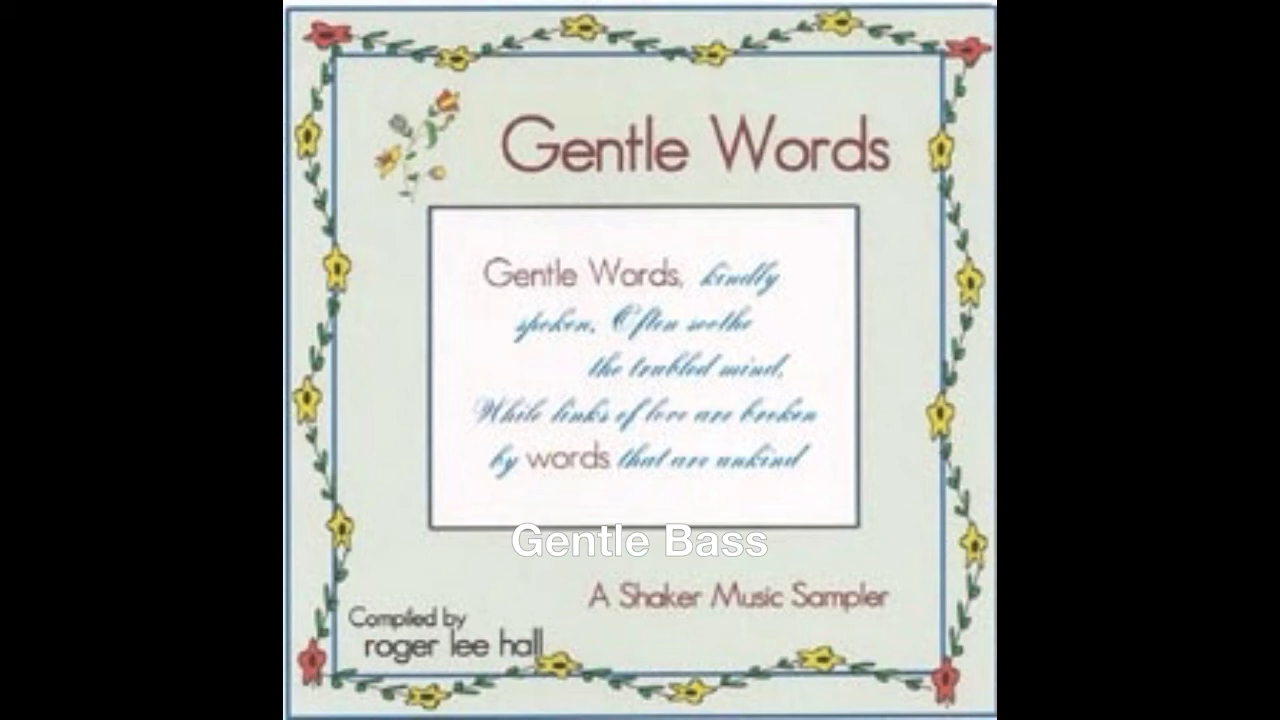 Gentle Words
Gentle Words, kindly
spoken, Often soothe
the trubled mind,
While links of love are broken
by words that are unkind
Gentle Bass
A Shaker Music Sampler
Compiled by
roger lee hall